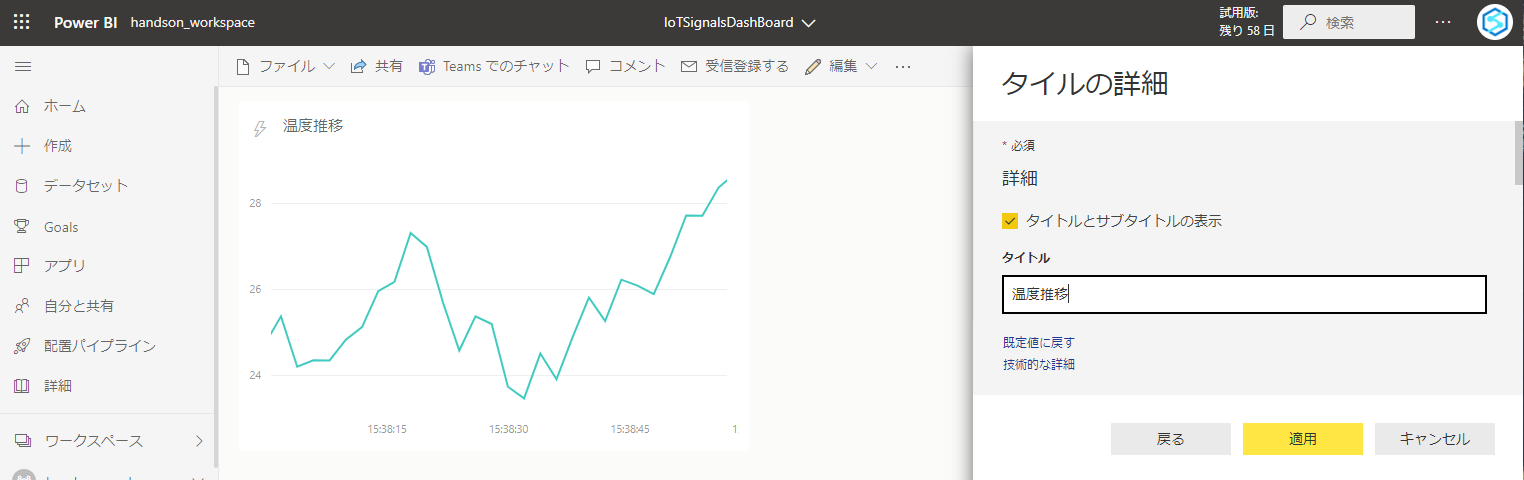 Power BI
handson_workspace
IoTSignalsDashBoard
試用版:
残り 58 日
検索
ホーム
作成
データセット
Goals
アプリ
自分と共有
配置パイプライン
詳細
ワークスペース
ファイル
共有
Teams でのチャット
コメント
受信登録する
編集
温度推移
28
26
24
15:38:15
15:38:30
15:38:45
1
タイルの詳細
* 必須
詳細
タイトルとサブタイトルの表示
タイトル
温度推移
既定値に戻す
技術的な詳細
戻る
適用
キャンセル